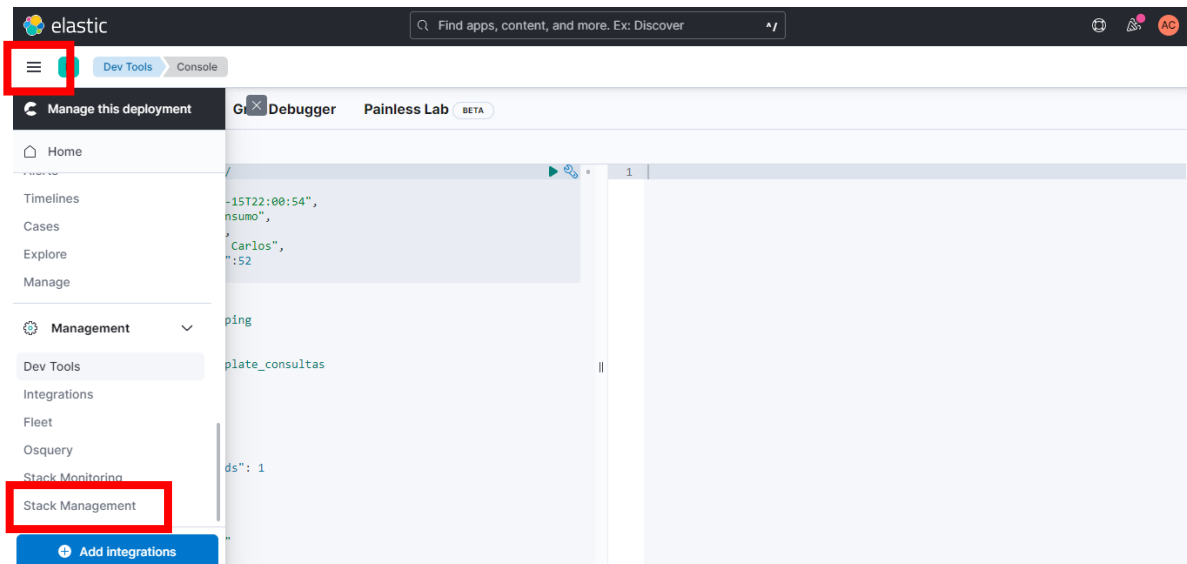 elastic
Find apps, content, and more. Ex: Discover
^/
AC
Dev Tools
Console
Manage this deployment
Debugger
Painless Lab
BETA
Home
Timelines
Cases
Explore
Manage
Management
Dev Tools
Integrations
Fleet
Osquery
Stack Monitoring
Stack Management
Add integrations
/
-15T22:00:54",
nsumo",
,
Carlos",
":52
ping
plate_consultas
ds": 1
"
1